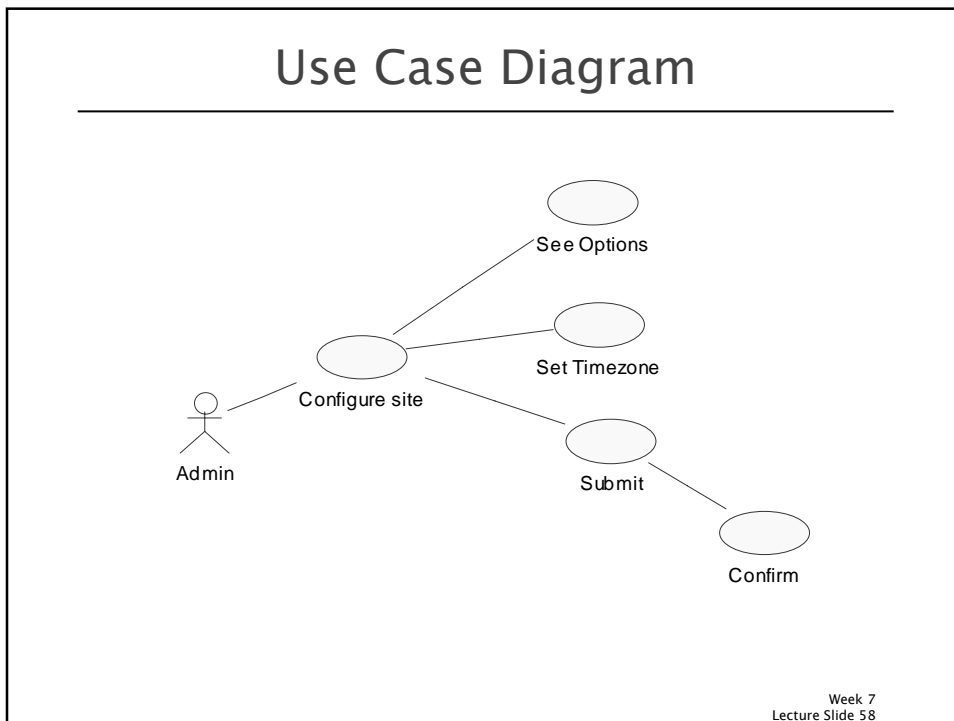 Use Case Diagram
See Options
Set Timezone
Configure site
Admin
Submit
Confirm
Week 7
Lecture Slide 58